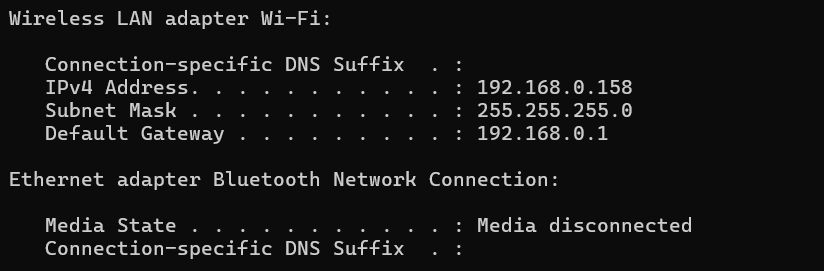 Wireless LAN adapter Wi-Fi:
   Connection-specific DNS Suffix  . :
   IPv4 Address. . . . . . . . . . . : 192.168.0.158
   Subnet Mask . . . . . . . . . . . : 255.255.255.0
   Default Gateway . . . . . . . . . : 192.168.0.1
Ethernet adapter Bluetooth Network Connection:
   Media State . . . . . . . . . . . : Media disconnected
   Connection-specific DNS Suffix  . :